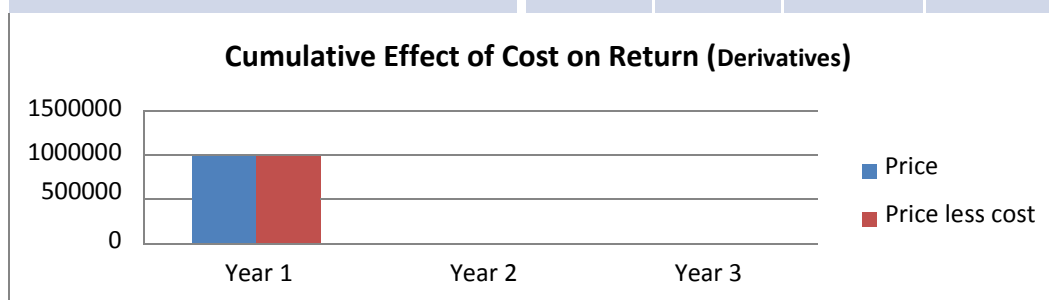 Cumulative Effect of Cost on Return (Derivatives)
1500000
1000000
500000
0
Year 1 Year 2 Year 3
Price
Price less cost